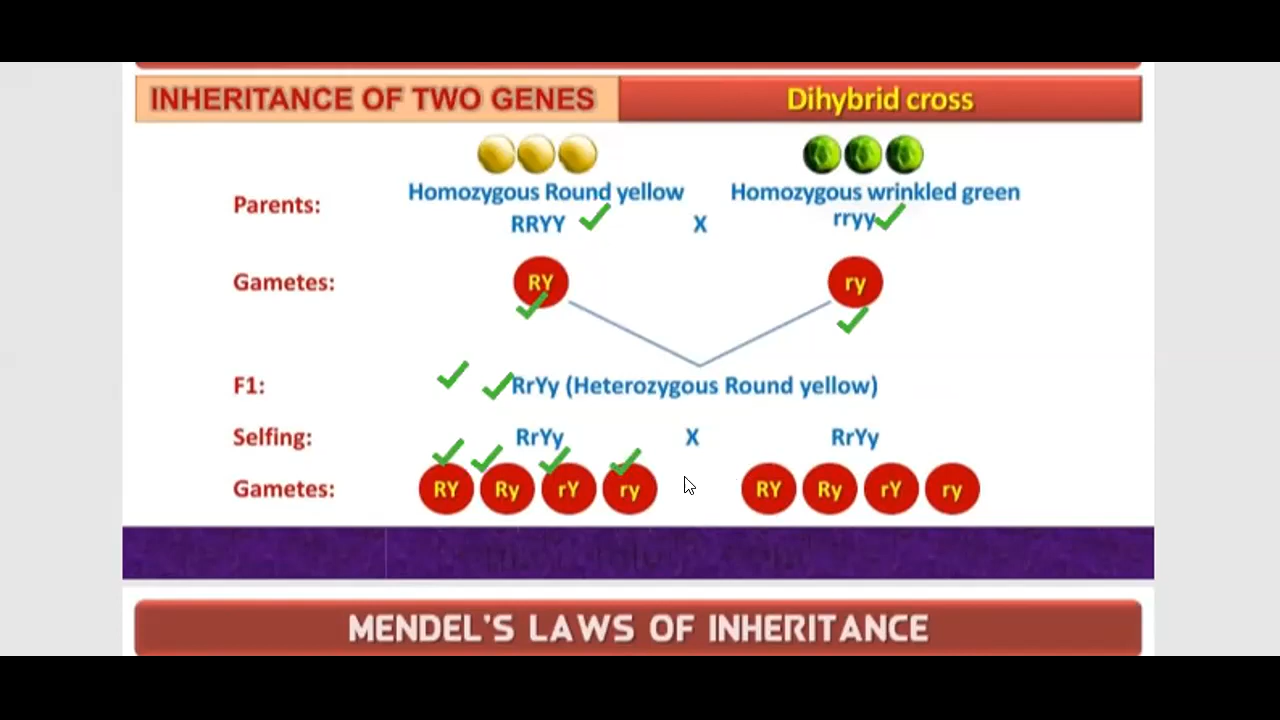 INHERITANCE OF TWO GENES
Dihybrid cross
Homozygous Round yellow
Homozygous wrinkled green
Parents:
RRYY
X
rryy
Gametes:
RY
ry
F1:
RrYy (Heterozygous Round yellow)
Selfing:
RrYy
X
RrYy
Gametes:
RY Ry rY ry
RY Ry rY ry
MENDEL'S LAWS OF INHERITANCE